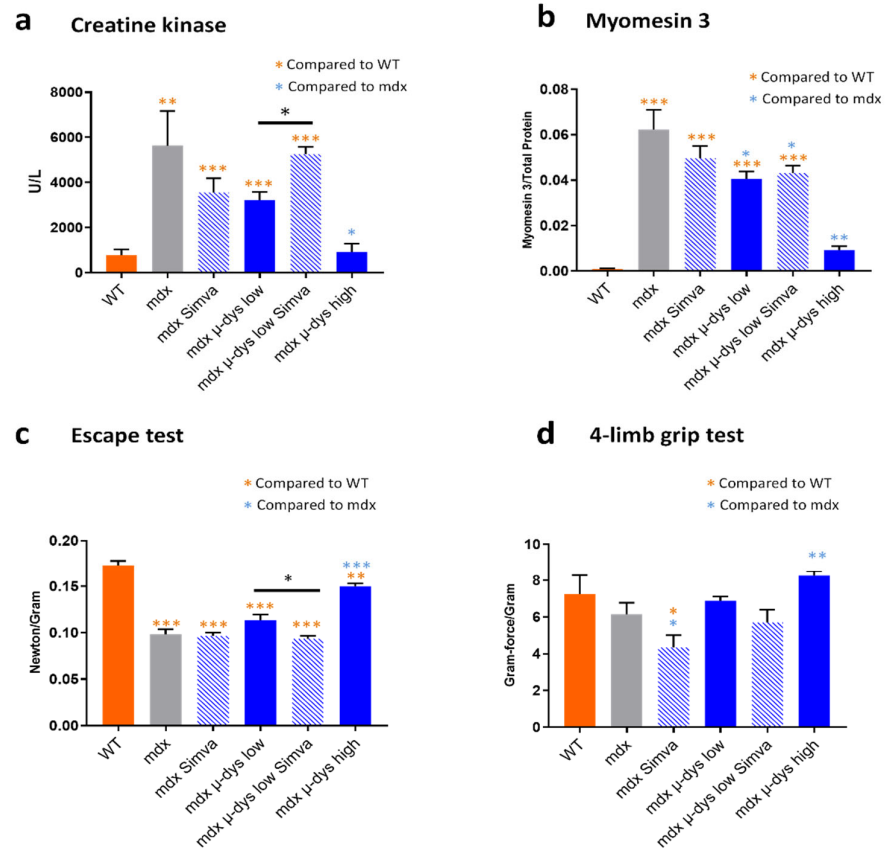 a Creatine kinase
* Compared to WT
* Compared to mdx
U/L
8000
6000
4000
2000
0
**
***
***
*
***
*
WT
mdx
mdx Simva
mdx μ-dys low
mdx μ-dys low Simva
mdx μ-dys high
b Myomesin 3
* Compared to WT
* Compared to mdx
Myomesin 3/Total Protein
0.08
0.06
0.04
0.02
0.00
***
***
*
***
*
***
**
WT
mdx
mdx Simva
mdx μ-dys low
mdx μ-dys low Simva
mdx μ-dys high
c Escape test
* Compared to WT
* Compared to mdx
Newton/Gram
0.20
0.15
0.10
0.05
0.00
***
***
***
*
***
***
**
WT
mdx
mdx Simva
mdx μ-dys low
mdx μ-dys low Simva
mdx μ-dys high
d 4-limb grip test
* Compared to WT
* Compared to mdx
Gram-force/Gram
10
8
6
4
2
0
*
*
**
WT
mdx
mdx Simva
mdx μ-dys low
mdx μ-dys low Simva
mdx μ-dys high